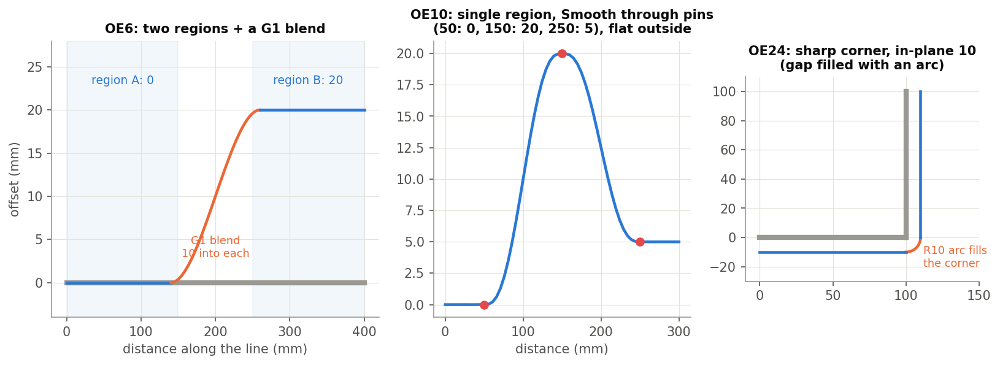 OE6: two regions + a G1 blend
region A: 0
region B: 20
G1 blend
10 into each
offset (mm)
25
20
15
10
5
0
0
100
200
300
400
distance along the line (mm)
OE10: single region, Smooth through pins
(50: 0, 150: 20, 250: 5), flat outside
20.0
17.5
15.0
12.5
10.0
7.5
5.0
2.5
0.0
0
100
200
300
distance (mm)
OE24: sharp corner, in-plane 10
(gap filled with an arc)
100
80
60
40
20
0
−20
R10 arc fills
the corner
0
50
100
150